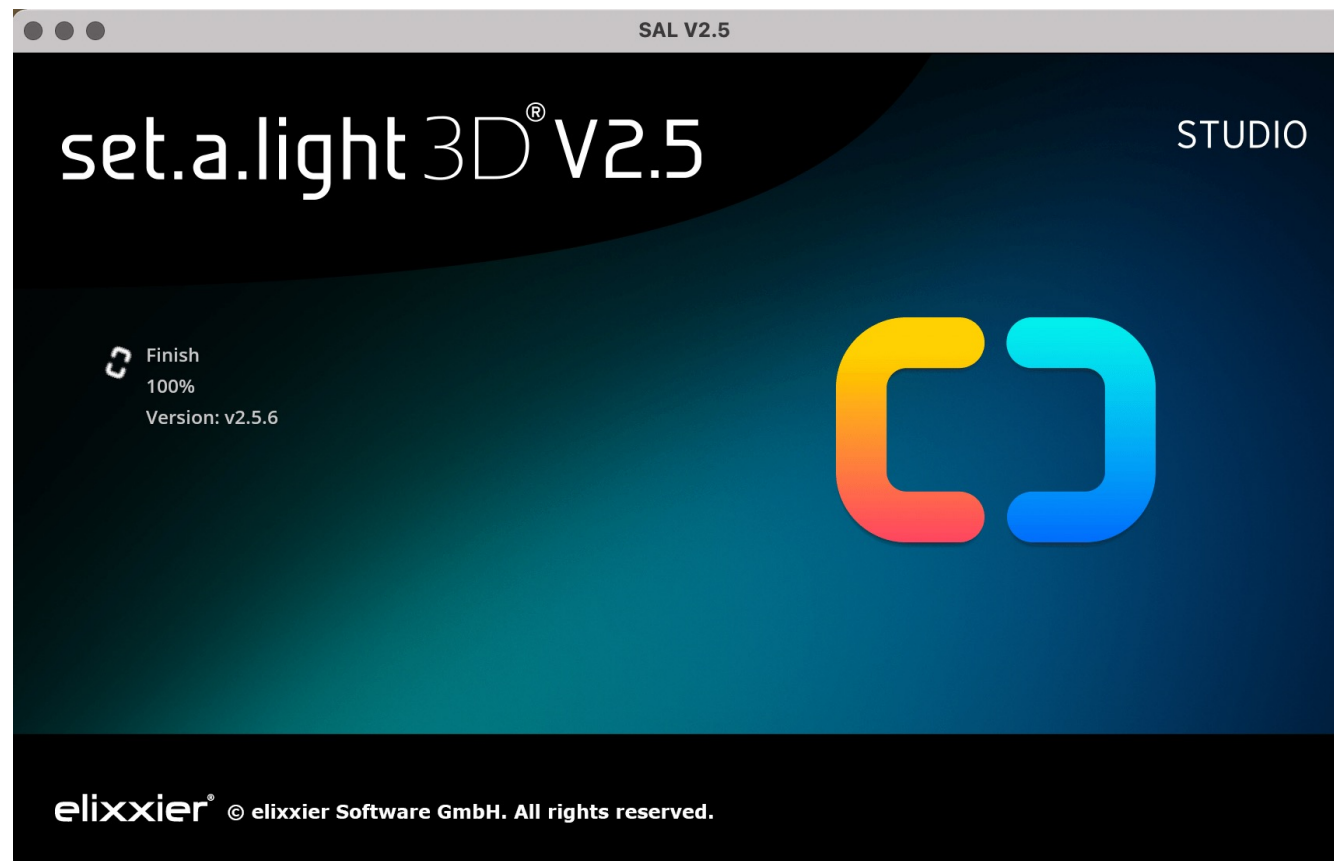 SAL V2.5
set.a.light 3D® V2.5
STUDIO
Finish
100%
Version: v2.5.6
elixxier® © elixxier Software GmbH. All rights reserved.